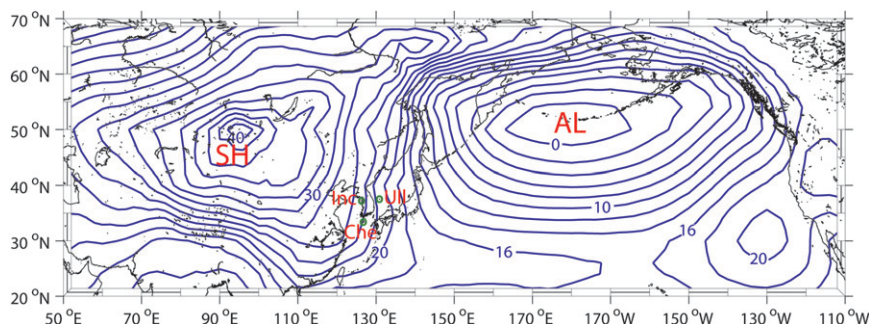 70 °N
60 °N
50 °N
40 °N
30 °N
20 °N
40
SH
AL
0
30
Inc
Ull
10
Che
20
16
16
20
50 °E 70 °E 90 °E 110 °E 130 °E 150 °E 170 °E 170 °W 150 °W 130 °W 110 °W